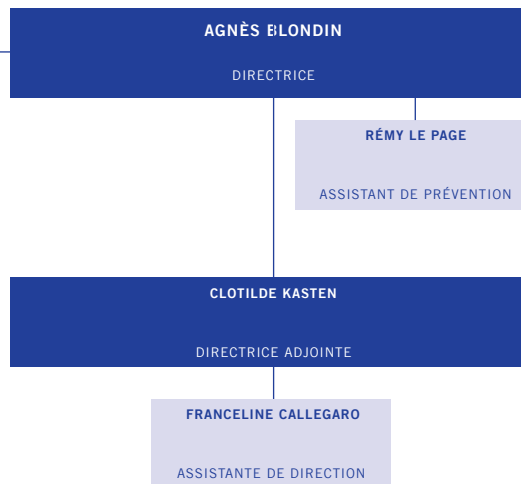 AGNÈS BLONDIN
DIRECTRICE
RÉMY LE PAGE
ASSISTANT DE PRÉVENTION
CLOTILDE KASTEN
DIRECTRICE ADJOINTE
FRANCELINE CALLEGARO
ASSISTANTE DE DIRECTION